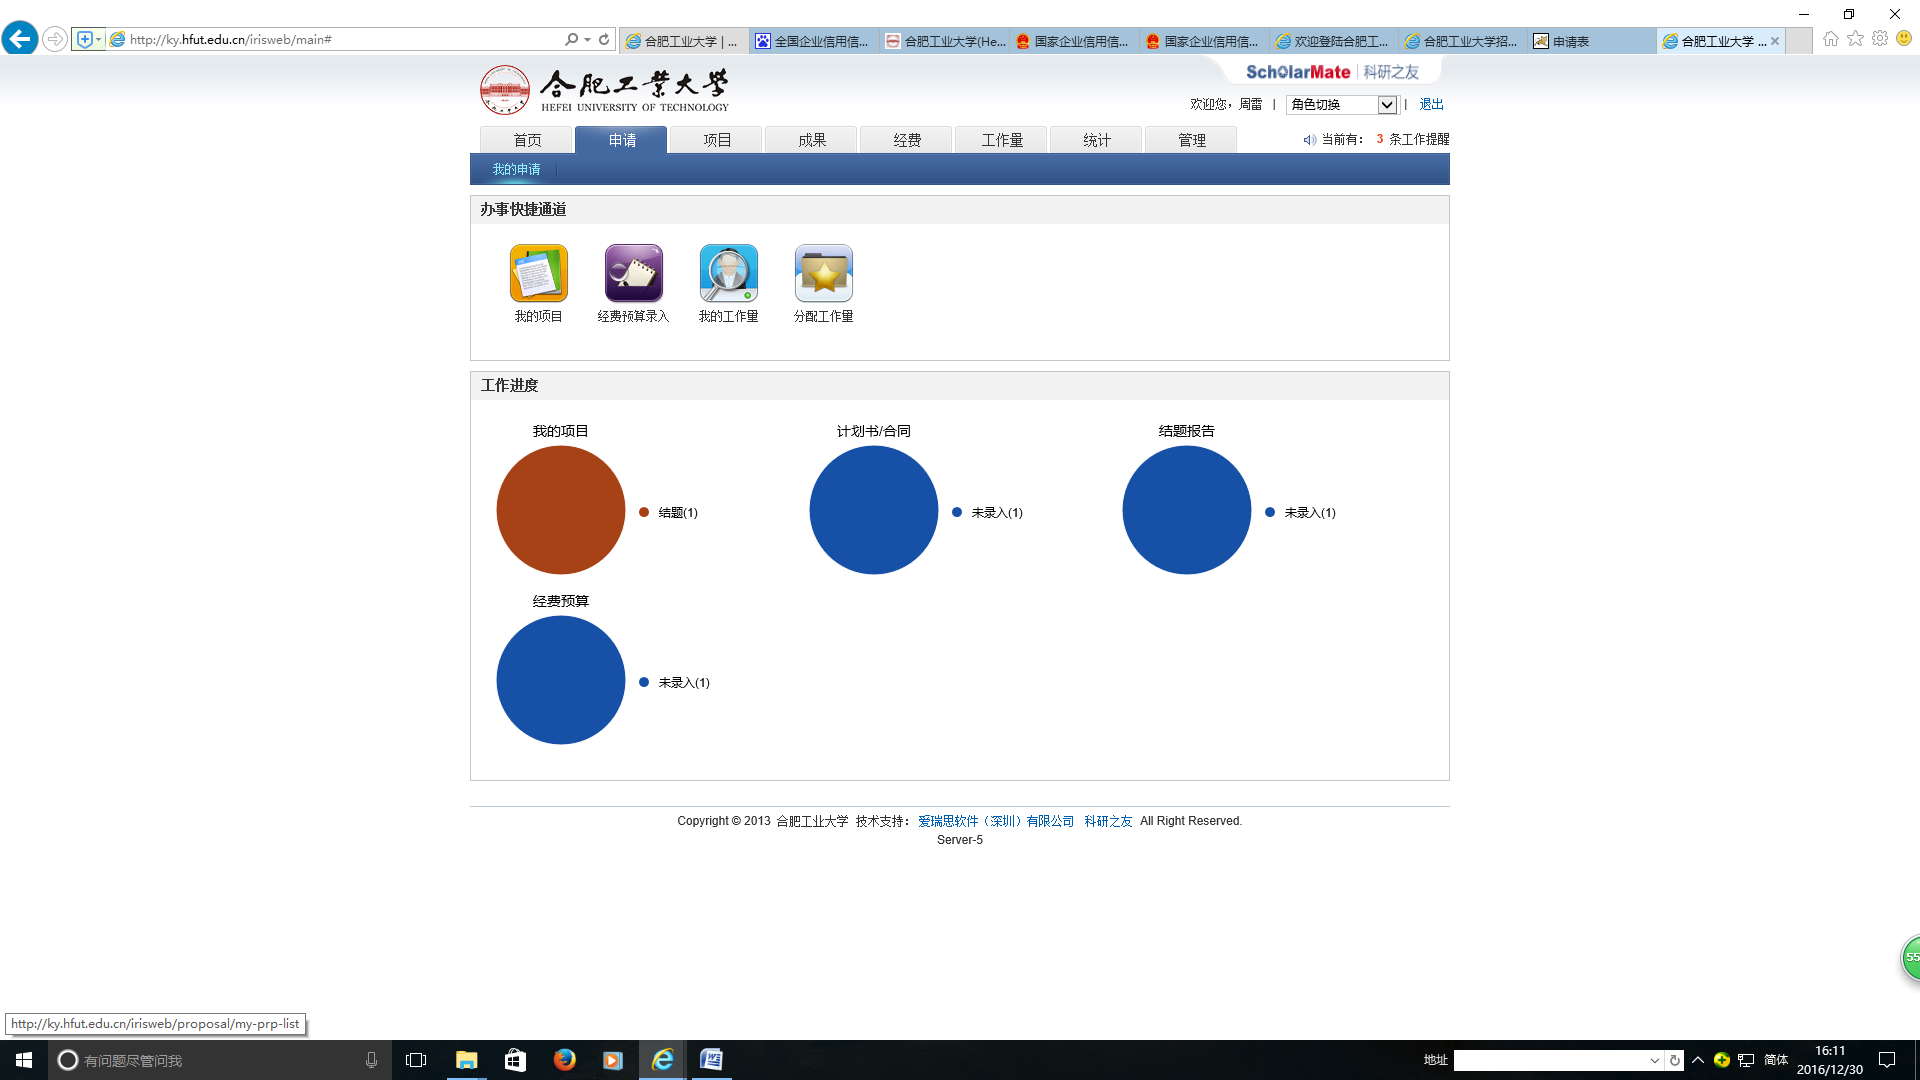 http://ky.hfut.edu.cn/irisweb/main#
合肥工业大学 | ...
全国企业信用信...
合肥工业大学(He...
国家企业信用信...
国家企业信用信...
欢迎登陆合肥工...
合肥工业大学招...
申请表
合肥工业大学 ...
合肥工業大学
HEFEI UNIVERSITY OF TECHNOLOGY
ScholarMate 科研之友
欢迎您，周雷 | 角色切换 | 退出
首页 申请 项目 成果 经费 工作量 统计 管理
当前有： 3 条工作提醒
我的申请
办事快捷通道
我的项目 经费预算录入 我的工作量 分配工作量
工作进度
我的项目 计划书/合同 结题报告
结题(1) 未录入(1) 未录入(1)
经费预算
未录入(1)
Copyright © 2013 合肥工业大学 技术支持： 爱瑞思软件（深圳）有限公司 科研之友 All Right Reserved.
Server-5
55
http://ky.hfut.edu.cn/irisweb/proposal/my-prp-list
有问题尽管问我
地址
简体
16:11
2016/12/30